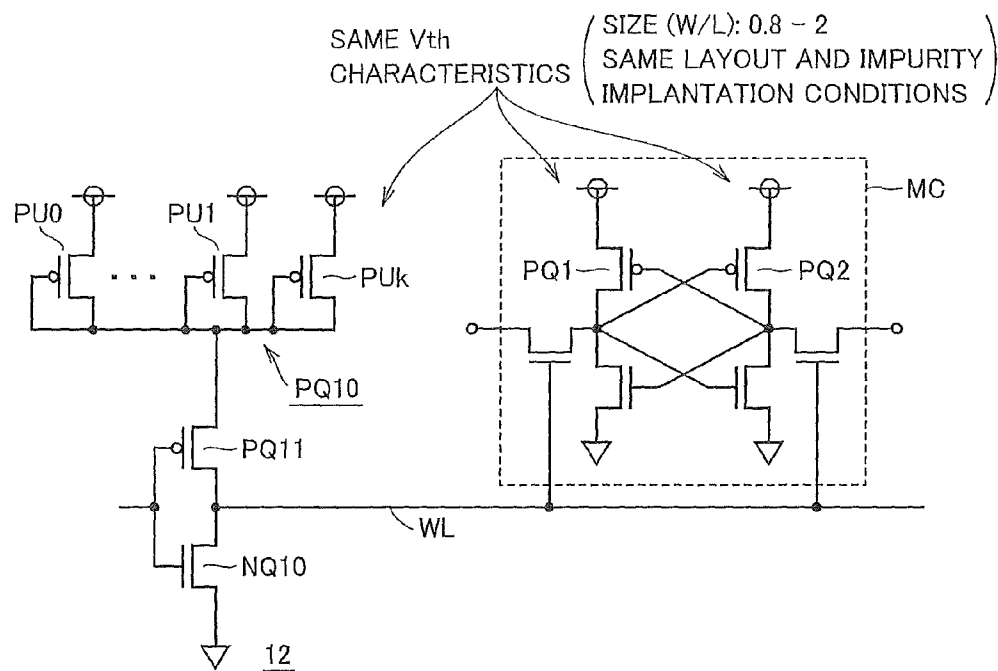 SAME Vth
CHARACTERISTICS
SIZE (W/L): 0.8 – 2
SAME LAYOUT AND IMPURITY
IMPLANTATION CONDITIONS
MC
PU0
PU1
PUk
PQ1
PQ2
PQ10
PQ11
WL
NQ10
12